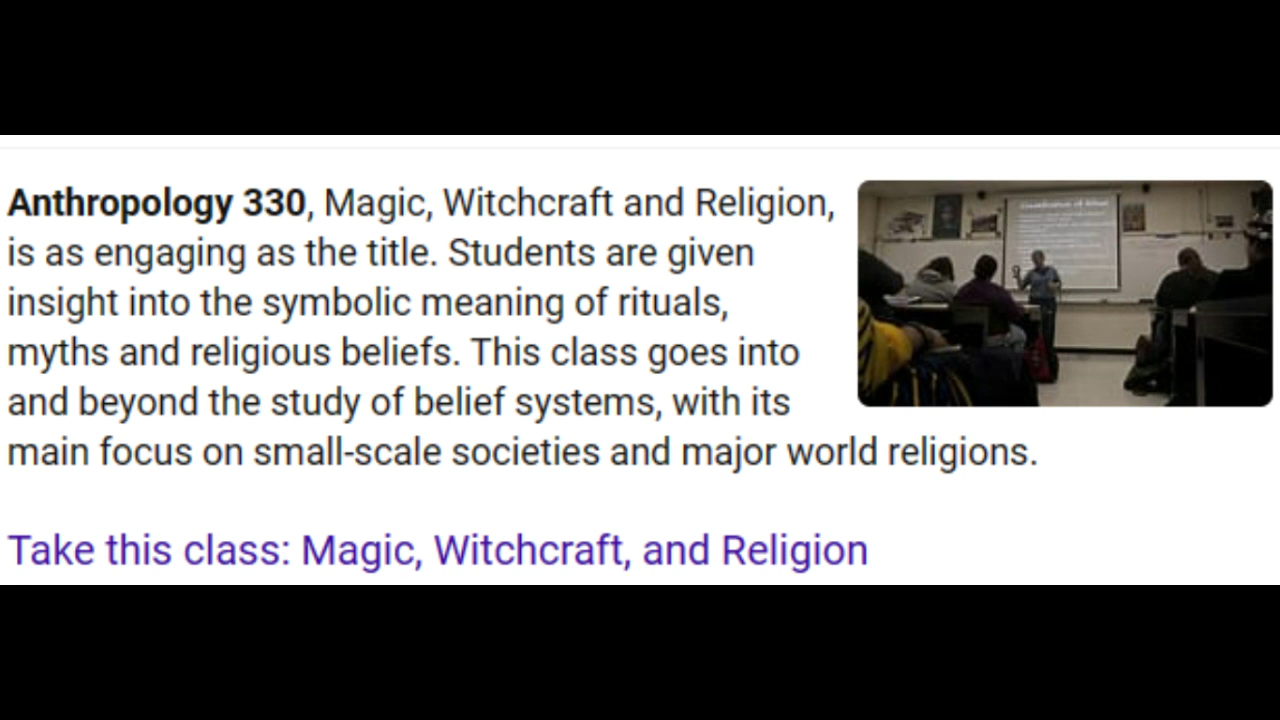 Anthropology 330, Magic, Witchcraft and Religion,
is as engaging as the title. Students are given
insight into the symbolic meaning of rituals,
myths and religious beliefs. This class goes into
and beyond the study of belief systems, with its
main focus on small-scale societies and major world religions.
Take this class: Magic, Witchcraft, and Religion